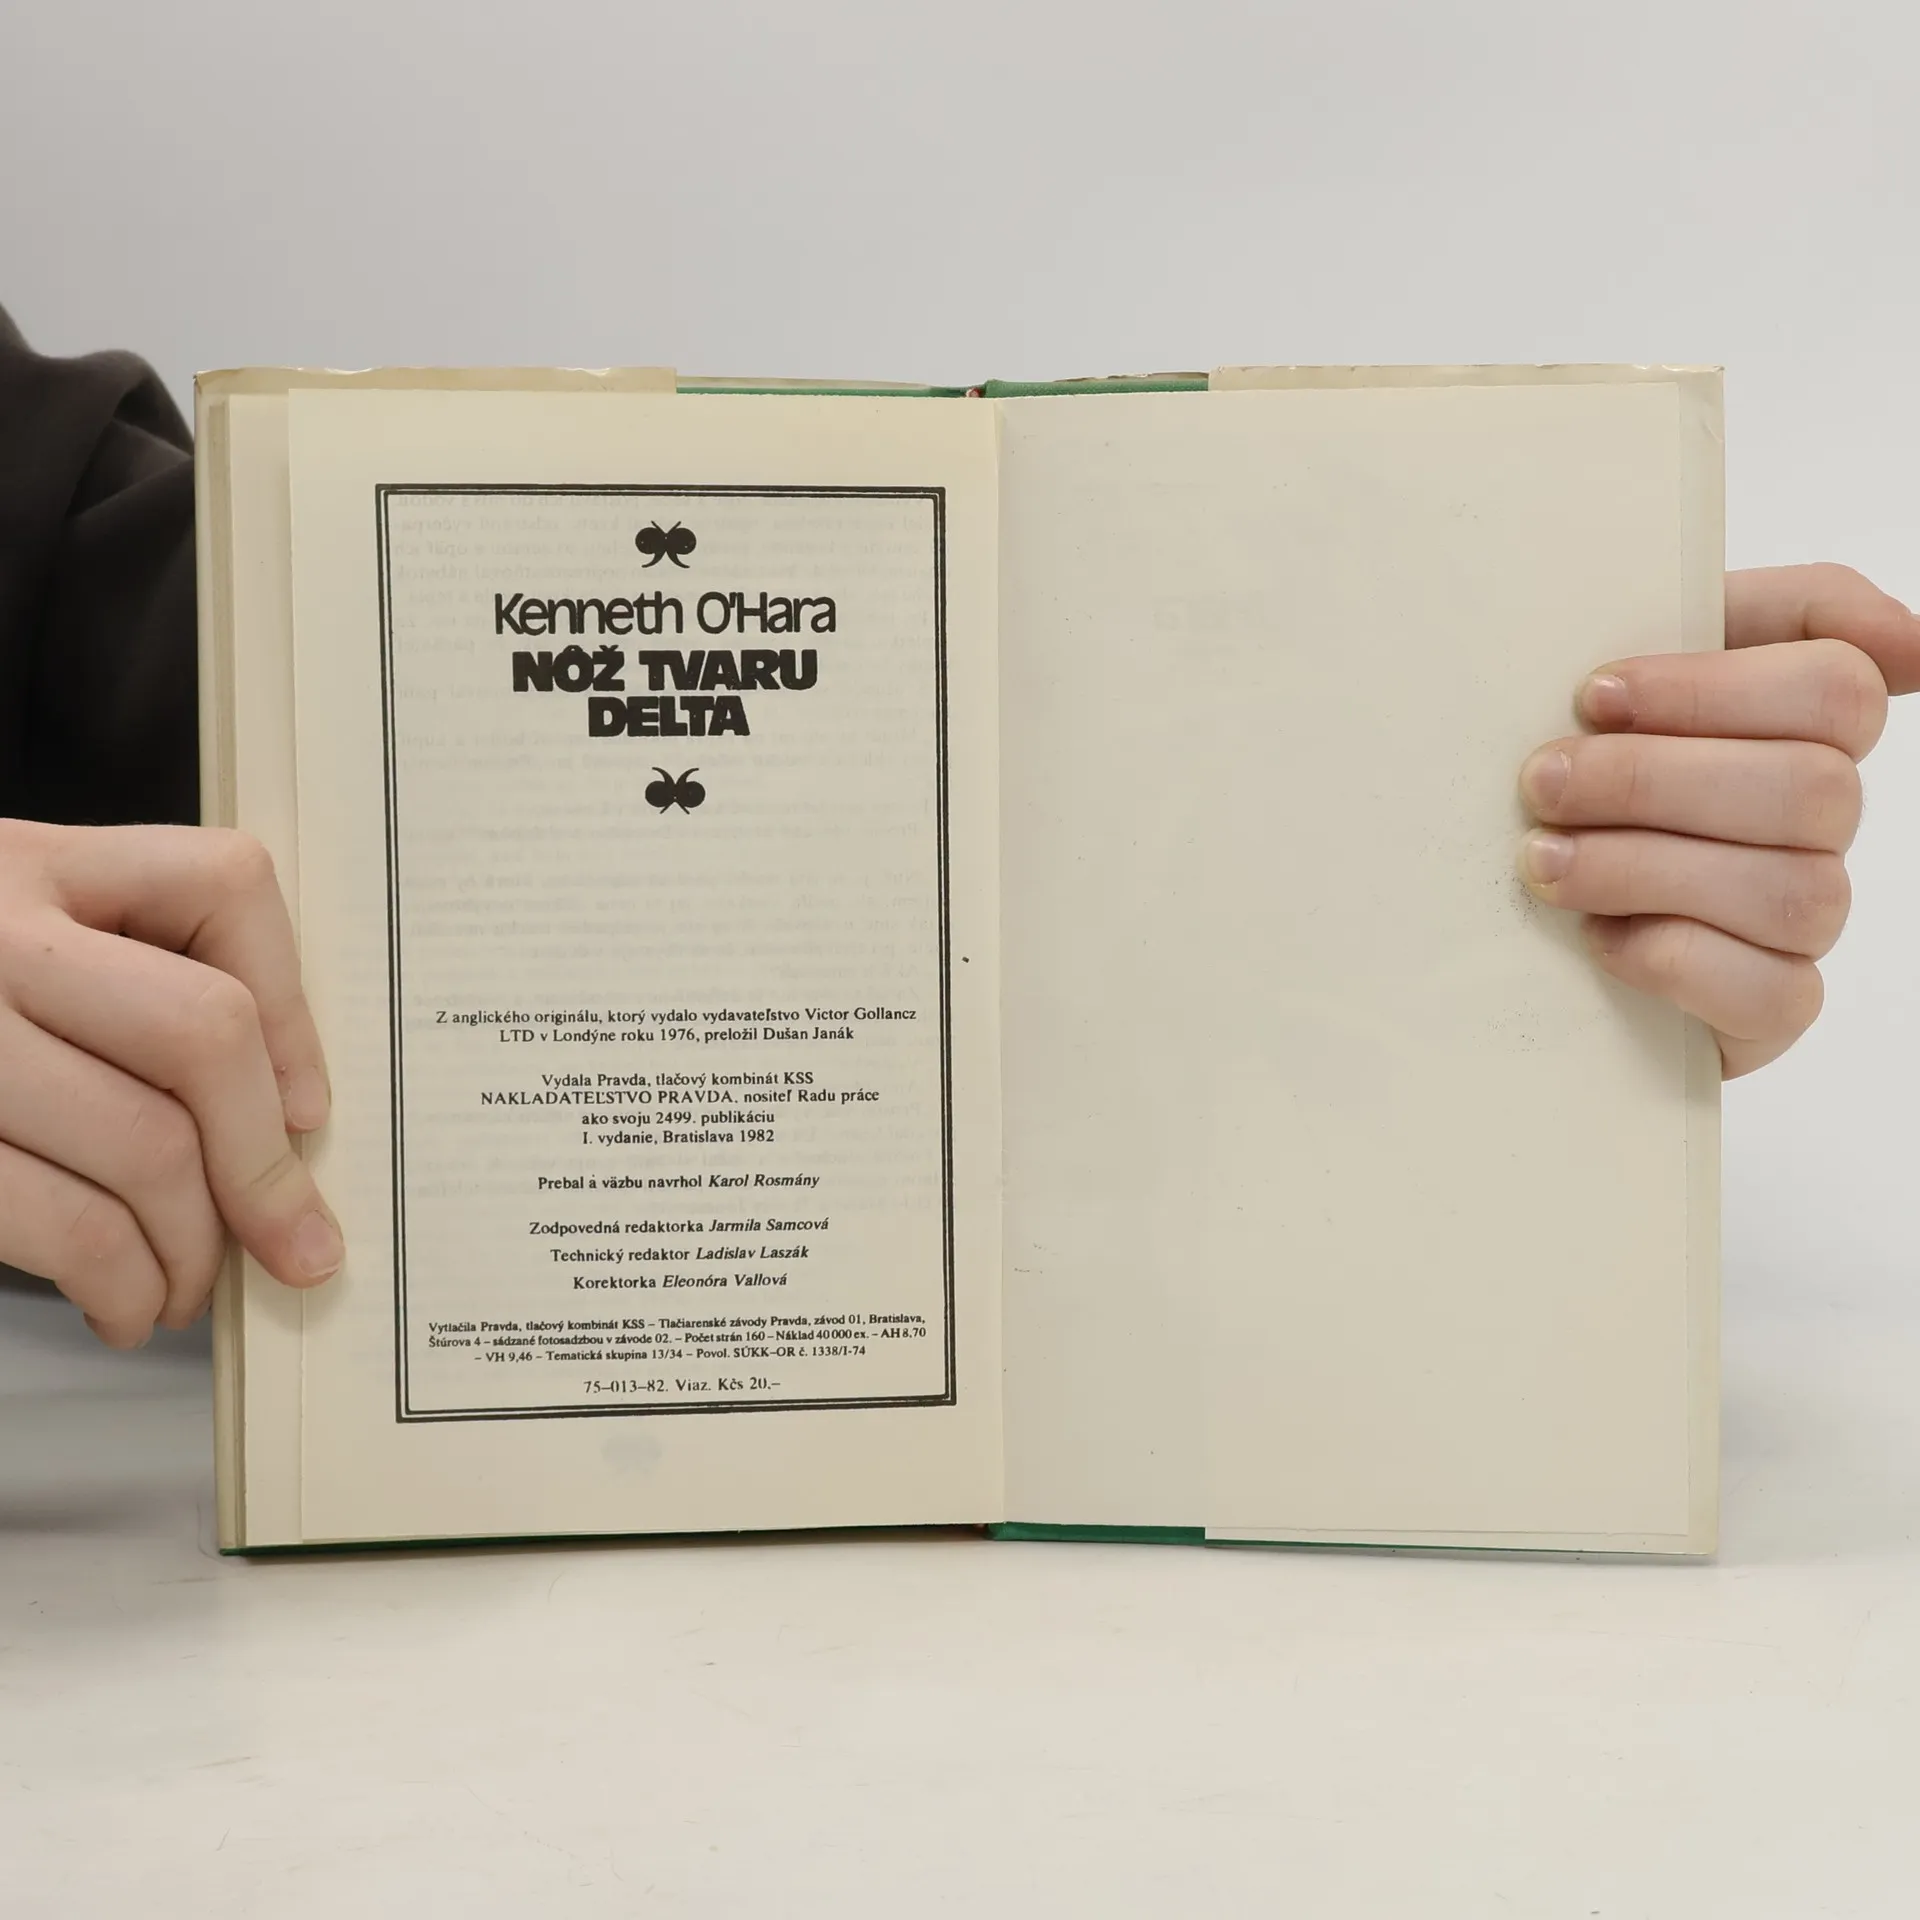 Kenneth O'Hara
NÔŽ TVARU
DELTA
Z anglického originálu, ktorý vydalo vydavateľstvo Victor Gollancz
LTD v Londýne roku 1976, preložil Dušan Janák
Vydala Pravda, tlačový kombinát KSS
NAKLADATEĽSTVO PRAVDA. nositeľ Radu práce
ako svoju 2499. publikáciu
I. vydanie, Bratislava 1982
Prebal a väzbu navrhol Karol Rosmány
Zodpovedná redaktorka Jarmila Samcová
Technický redaktor Ladislav Laszák
Korektorka Eleonóra Vallová
Vytlačila Pravda, tlačový kombinát KSS – Tlačiarenské závody Pravda, závod 01, Bratislava,
Štúrova 4 – sádzané fotosadzbou v závode 02. – Počet strán 160 – Náklad 40 000 ex. – AH 8,70
– VH 9,46 – Tematická skupina 13/34 – Povol. SÚKK–OR č. 1338/I-74
75–013–82. Viaz. Kčs 20.–